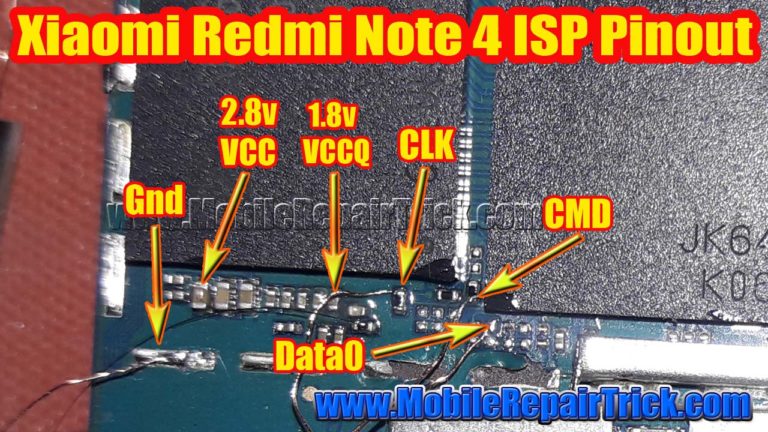 Xiaomi Redmi Note 4 ISP Pinout
2.8v
VCC
1.8v
VCCQ
CLK
Gnd
www.MobileRepairTrick.com
CMD
JK64
K06
Data0
www.MobileRepairTrick.com